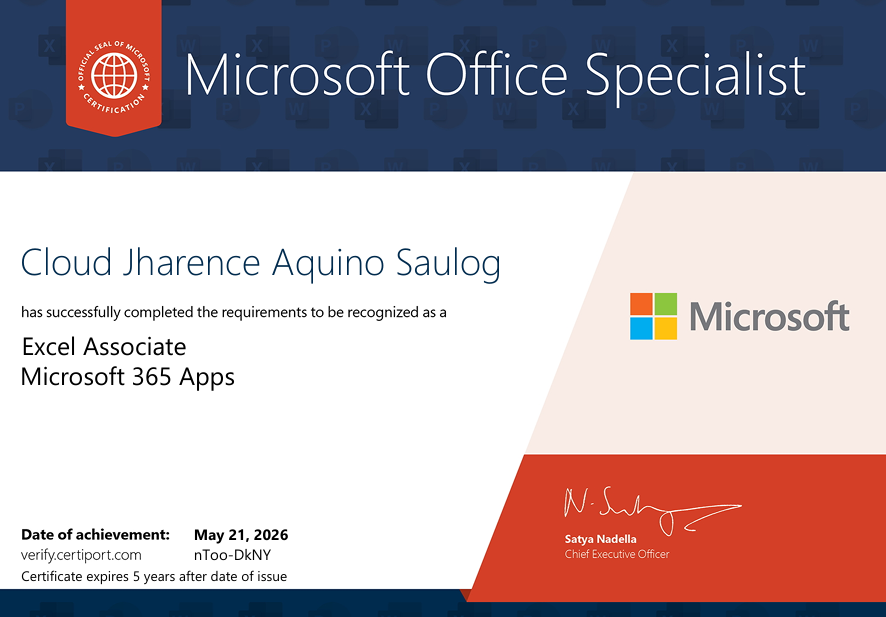 OFFICIAL SEAL OF MICROSOFT
CERTIFICATION
Microsoft Office Specialist
Cloud Jharence Aquino Saulog
has successfully completed the requirements to be recognized as a
Excel Associate
Microsoft 365 Apps
Microsoft
Date of achievement: May 21, 2026
verify.certiport.com nToo-DkNY
Certificate expires 5 years after date of issue
Satya Nadella
Chief Executive Officer